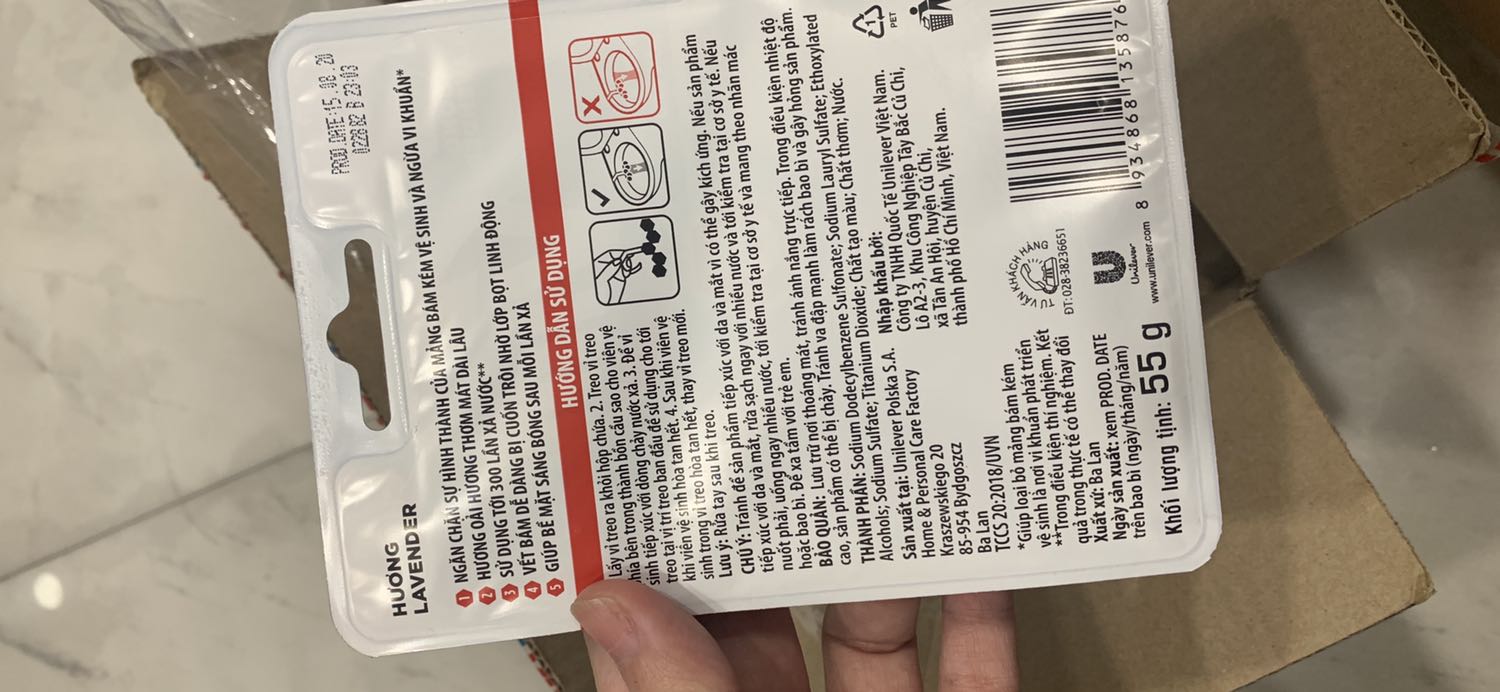 HƯƠNG
LAVENDER
PROD.DATE:15.08.20
0228 B2 B 23:03
1 NGĂN CHẶN SỰ HÌNH THÀNH CỦA MẢNG BÁM KÉM VỆ SINH VÀ NGỪA VI KHUẨN*
2 HƯƠNG OẢI HƯƠNG THƠM MÁT DÀI LÂU
3 SỬ DỤNG TỚI 300 LẦN XẢ NƯỚC**
4 VẾT BÁM DỄ DÀNG BỊ CUỐN TRÔI NHỜ LỚP BỌT LINH ĐỘNG
5 GIÚP BỀ MẶT SÁNG BÓNG SAU MỖI LẦN XẢ
HƯỚNG DẪN SỬ DỤNG
Lấy vỉ treo ra khỏi hộp chứa. 2. Treo vỉ treo
phía bên trong thành bồn cầu sao cho viên vệ
sinh tiếp xúc với dòng chảy nước xả. 3. Để vỉ
treo tại vị trí treo ban đầu để sử dụng cho tới
khi viên vệ sinh hòa tan hết. 4. Sau khi viên vệ
sinh trong vỉ treo hòa tan hết, thay vỉ treo mới.
Lưu ý: Rửa tay sau khi treo.
CHÚ Ý: Tránh để sản phẩm tiếp xúc với da và mắt vì có thể gây kích ứng. Nếu sản phẩm
tiếp xúc với da và mắt, rửa sạch ngay với nhiều nước và tới kiểm tra tại cơ sở y tế. Nếu
nuốt phải, uống ngay nhiều nước, tới kiểm tra tại cơ sở y tế và mang theo nhãn mác
hoặc bao bì. Để xa tầm với trẻ em.
BẢO QUẢN: Lưu trữ nơi thoáng mát, tránh ánh nắng trực tiếp. Trong điều kiện nhiệt độ
cao, sản phẩm có thể bị chảy. Tránh va đập mạnh làm rách bao bì và gây hỏng sản phẩm.
THÀNH PHẦN: Sodium Dodecylbenzene Sulfonate; Sodium Lauryl Sulfate; Ethoxylated
Alcohols; Sodium Sulfate; Titanium Dioxide; Chất tạo màu; Chất thơm; Nước.
Sản xuất tại: Unilever Polska S.A.
Home & Personal Care Factory
Kraszewskiego 20
85-954 Bydgoszcz
Ba Lan
TCCS 20:2018/UVN
Nhập khẩu bởi:
Công ty TNHH Quốc Tế Unilever Việt Nam.
Lô A2-3, Khu Công Nghiệp Tây Bắc Củ Chi,
xã Tân An Hội, huyện Củ Chi,
thành phố Hồ Chí Minh, Việt Nam.
PET
*Giúp loại bỏ mảng bám kém
vệ sinh là nơi vi khuẩn phát triển
**Trong điều kiện thí nghiệm. Kết
quả trong thực tế có thể thay đổi
Xuất xứ: Ba Lan
Ngày sản xuất: xem PROD. DATE
trên bao bì (ngày/tháng/năm)
Khối lượng tịnh: 55 g
TƯ VẤN KHÁCH HÀNG
ĐT: 028-38236651
Unilever
www.unilever.com
8 934868 135876